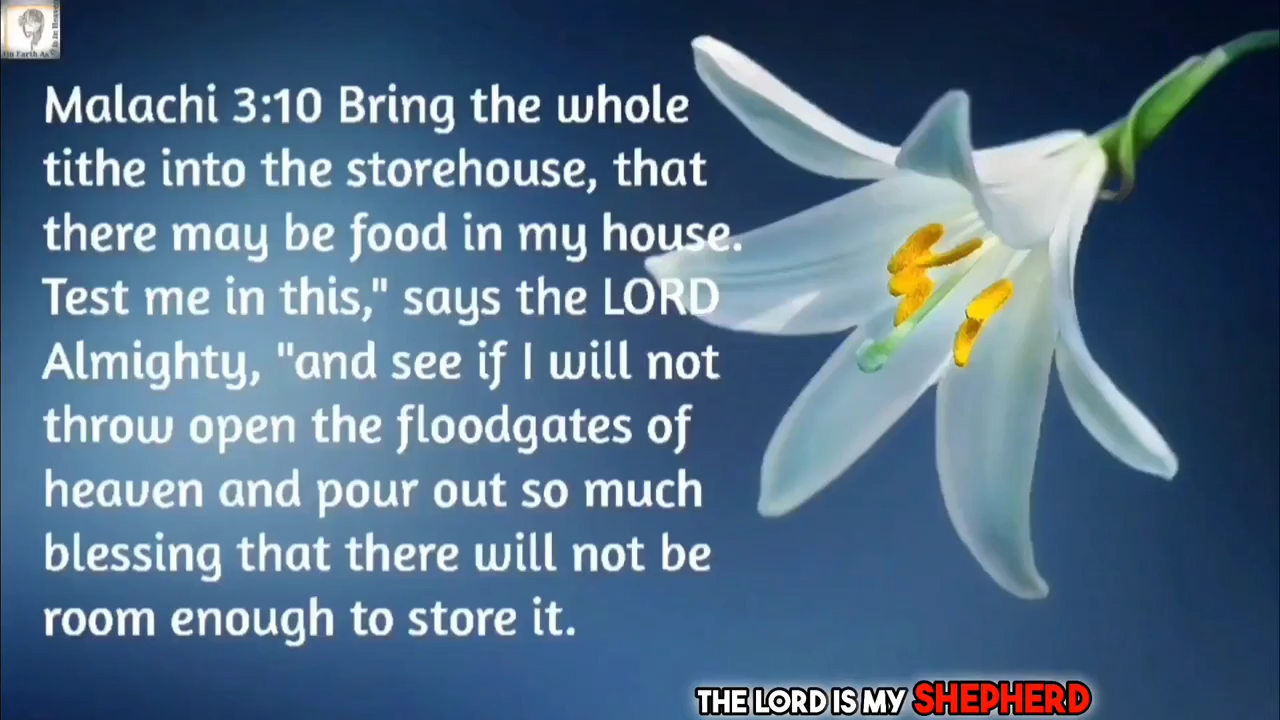 Malachi 3:10 Bring the whole
tithe into the storehouse, that
there may be food in my house.
Test me in this," says the LORD
Almighty, "and see if I will not
throw open the floodgates of
heaven and pour out so much
blessing that there will not be
room enough to store it.
THE LORD IS MY SHEPHERD